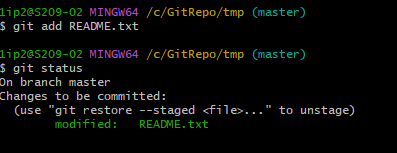 1ip2@S209-02 MINGW64 /c/GitRepo/tmp (master)
$ git add README.txt
1ip2@S209-02 MINGW64 /c/GitRepo/tmp (master)
$ git status
On branch master
Changes to be committed:
  (use "git restore --staged <file>..." to unstage)
        modified:   README.txt